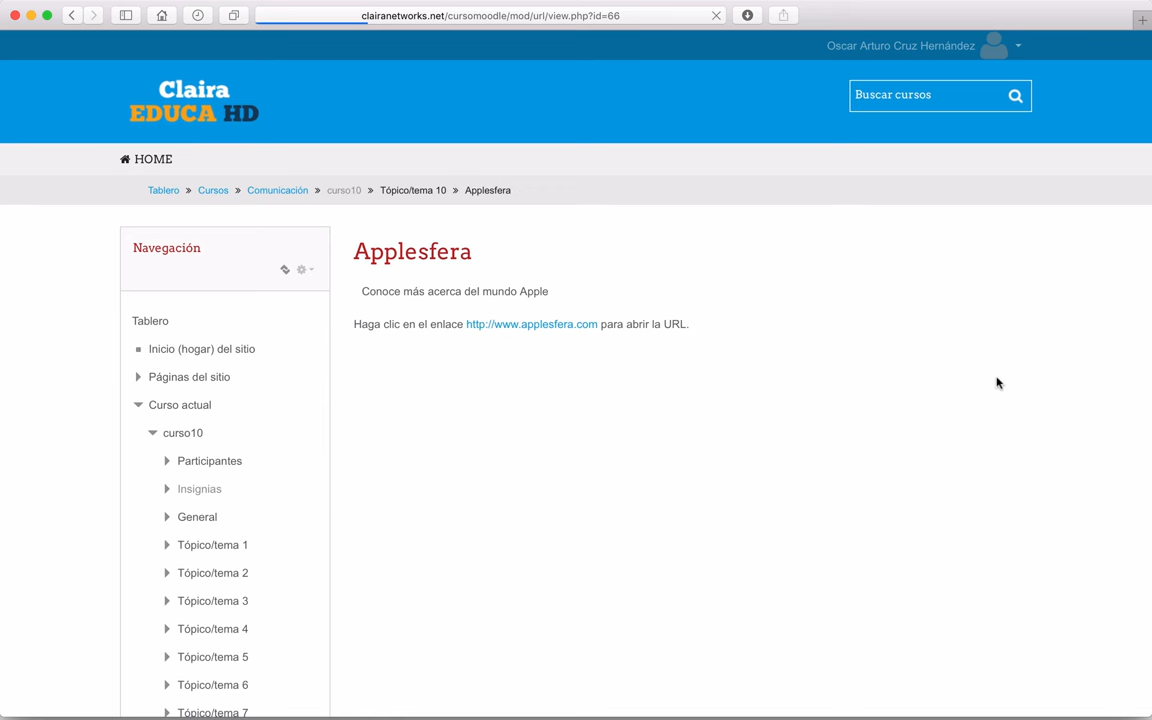 clairanetworks.net/cursomoodle/mod/url/view.php?id=66
Oscar Arturo Cruz Hernández
Claira
EDUCA HD
Buscar cursos
HOME
Tablero » Cursos » Comunicación » curso10 » Tópico/tema 10 » Applesfera
Navegación
Tablero
Inicio (hogar) del sitio
Páginas del sitio
Curso actual
curso10
Participantes
Insignias
General
Tópico/tema 1
Tópico/tema 2
Tópico/tema 3
Tópico/tema 4
Tópico/tema 5
Tópico/tema 6
Tópico/tema 7
Applesfera
Conoce más acerca del mundo Apple
Haga clic en el enlace http://www.applesfera.com para abrir la URL.